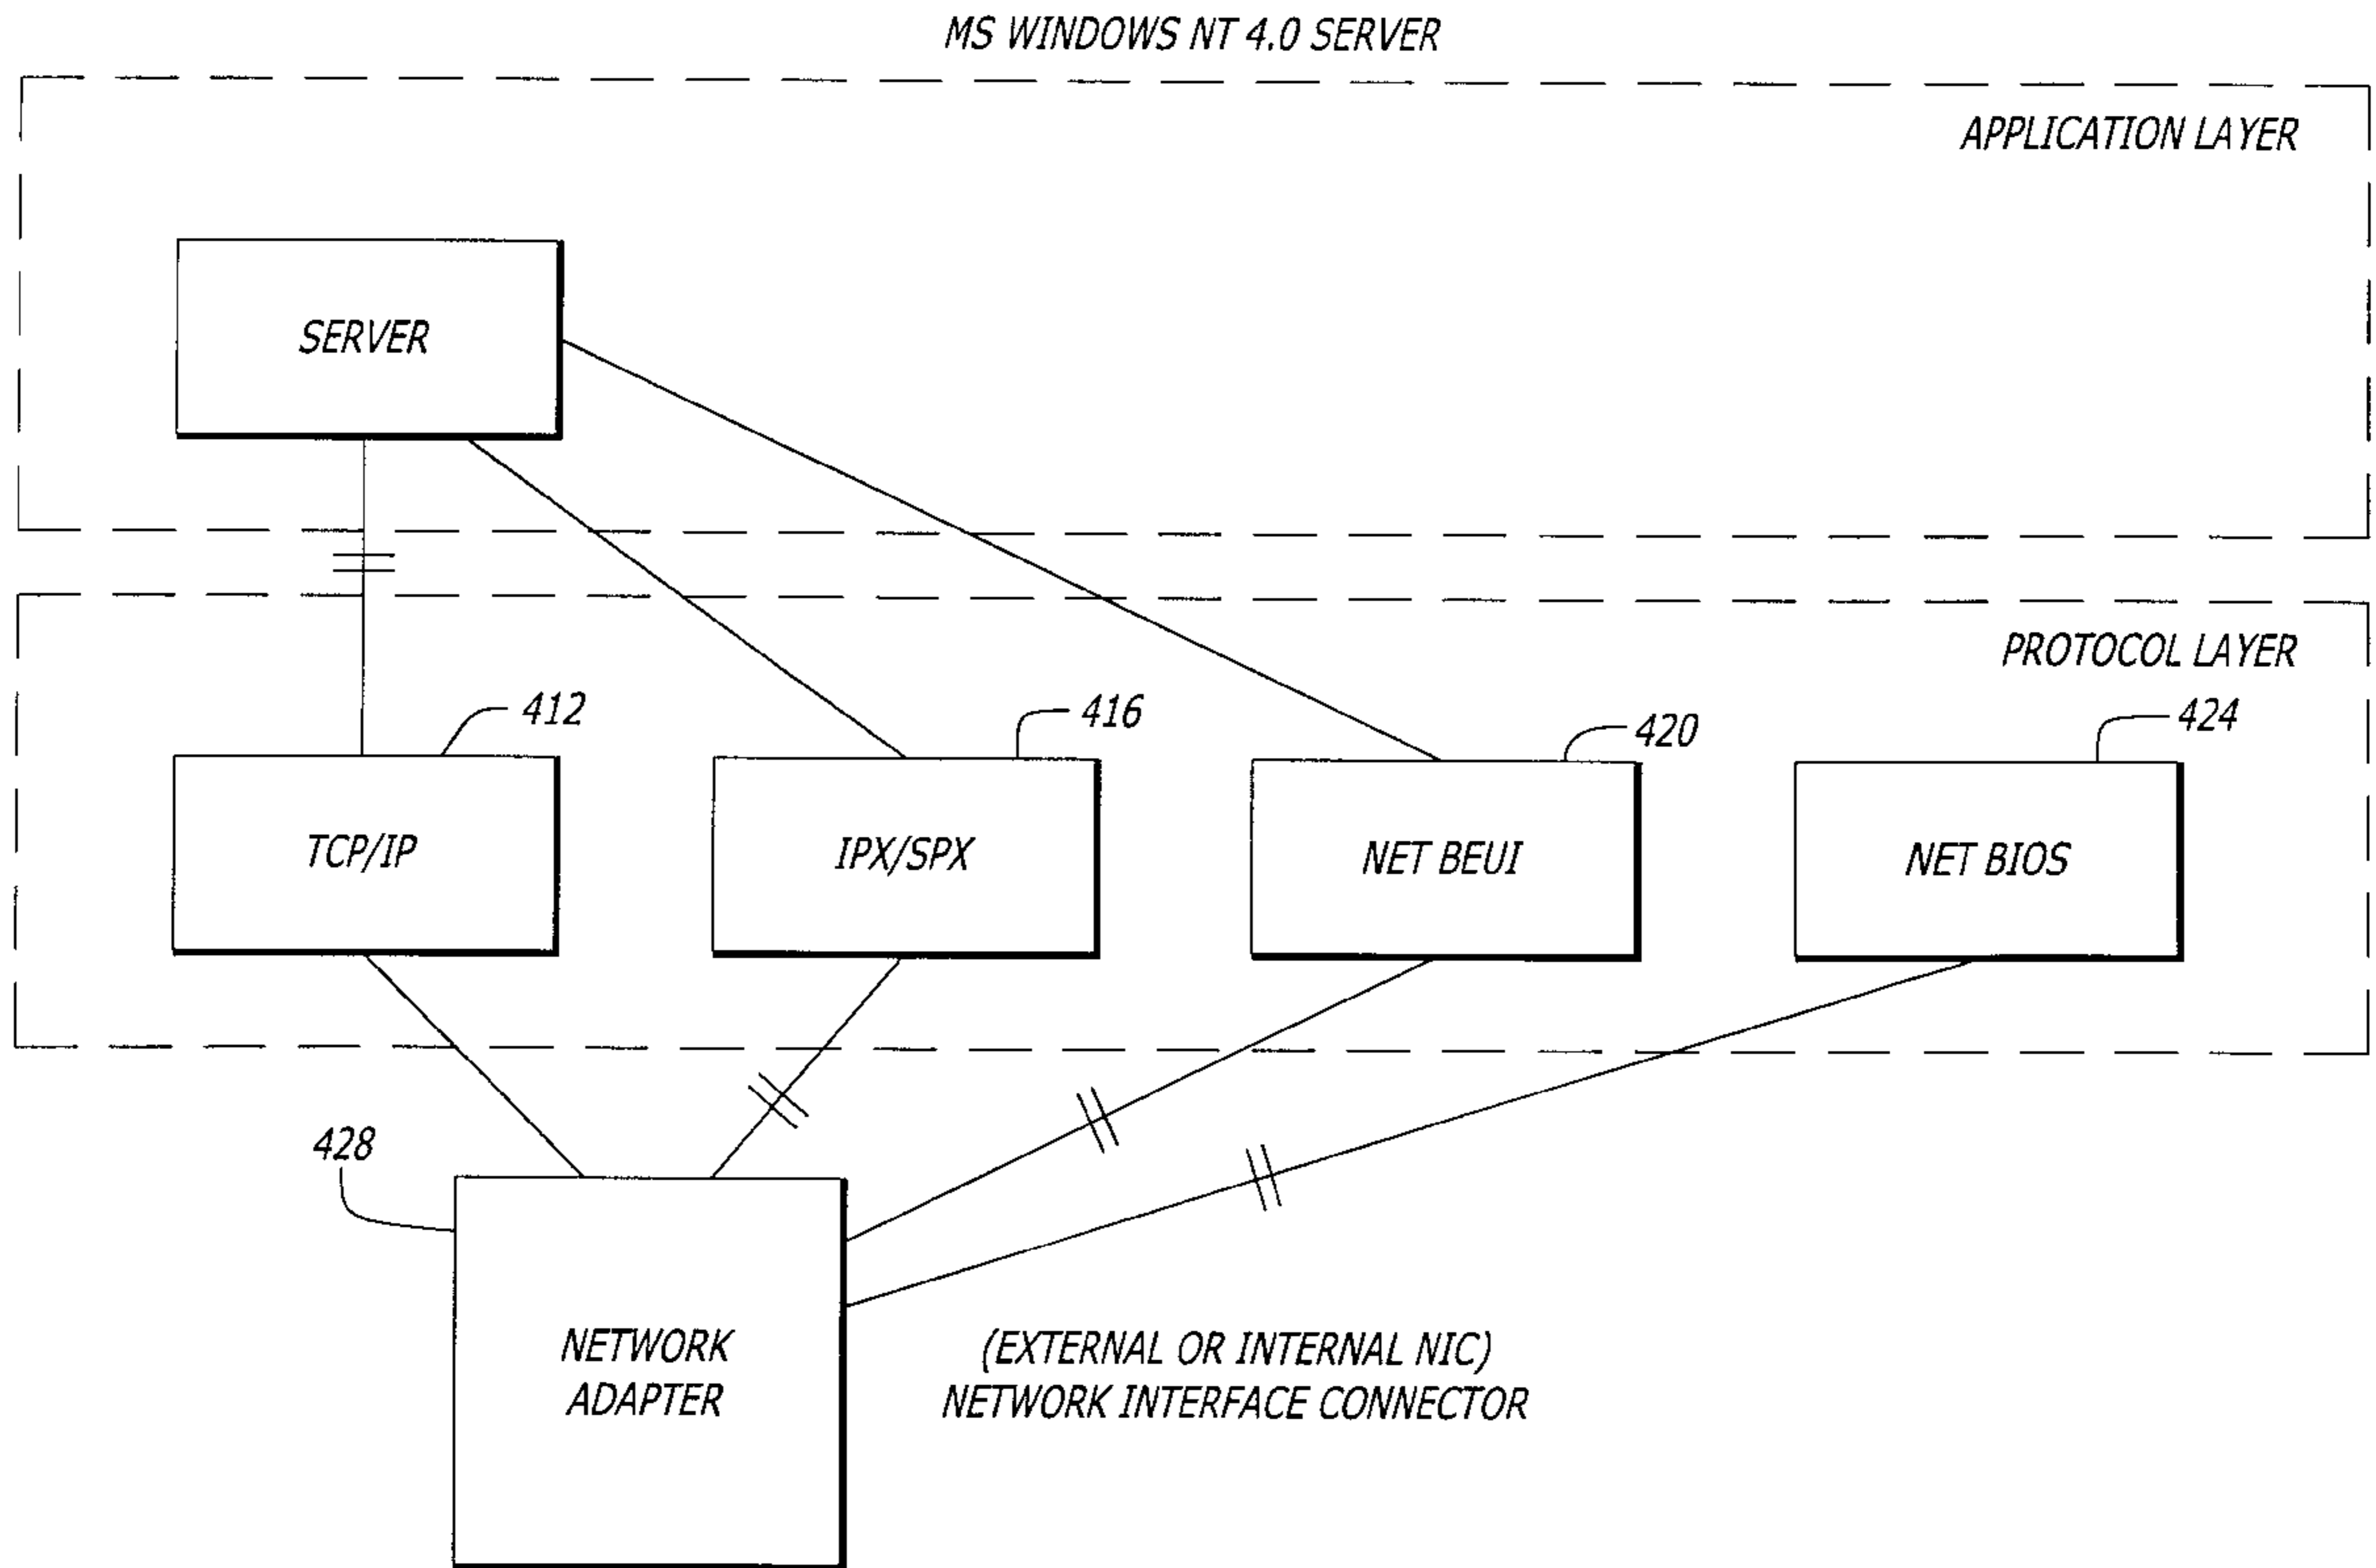 MS WINDOWS NT 4.0 SERVER
APPLICATION LAYER
SERVER
PROTOCOL LAYER
412
416
420
424
TCP/IP
IPX/SPX
NET BEUI
NET BIOS
428
NETWORK
ADAPTER
(EXTERNAL OR INTERNAL NIC)
NETWORK INTERFACE CONNECTOR